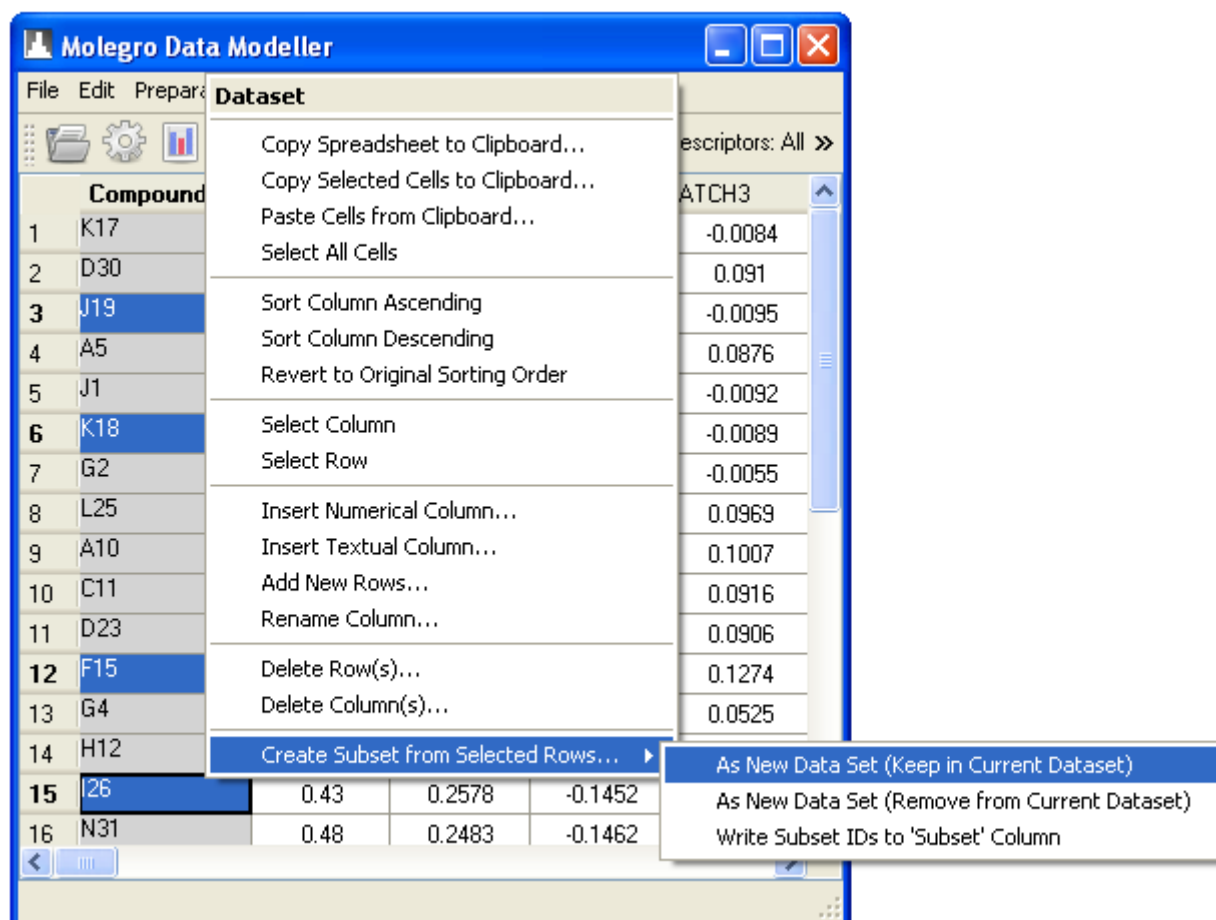 Molegro Data Modeller
File Edit Prepara
Dataset
escriptors: All »
Compound
ATCH3
Copy Spreadsheet to Clipboard...
Copy Selected Cells to Clipboard...
Paste Cells from Clipboard...
Select All Cells
Sort Column Ascending
Sort Column Descending
Revert to Original Sorting Order
Select Column
Select Row
Insert Numerical Column...
Insert Textual Column...
Add New Rows...
Rename Column...
Delete Row(s)...
Delete Column(s)...
Create Subset from Selected Rows...
As New Data Set (Keep in Current Dataset)
As New Data Set (Remove from Current Dataset)
Write Subset IDs to 'Subset' Column
1 K17 -0.0084
2 D30 0.091
3 J19 -0.0095
4 A5 0.0876
5 J1 -0.0092
6 K18 -0.0089
7 G2 -0.0055
8 L25 0.0969
9 A10 0.1007
10 C11 0.0916
11 D23 0.0906
12 F15 0.1274
13 G4 0.0525
14 H12
15 I26 0.43 0.2578 -0.1452
16 N31 0.48 0.2483 -0.1462